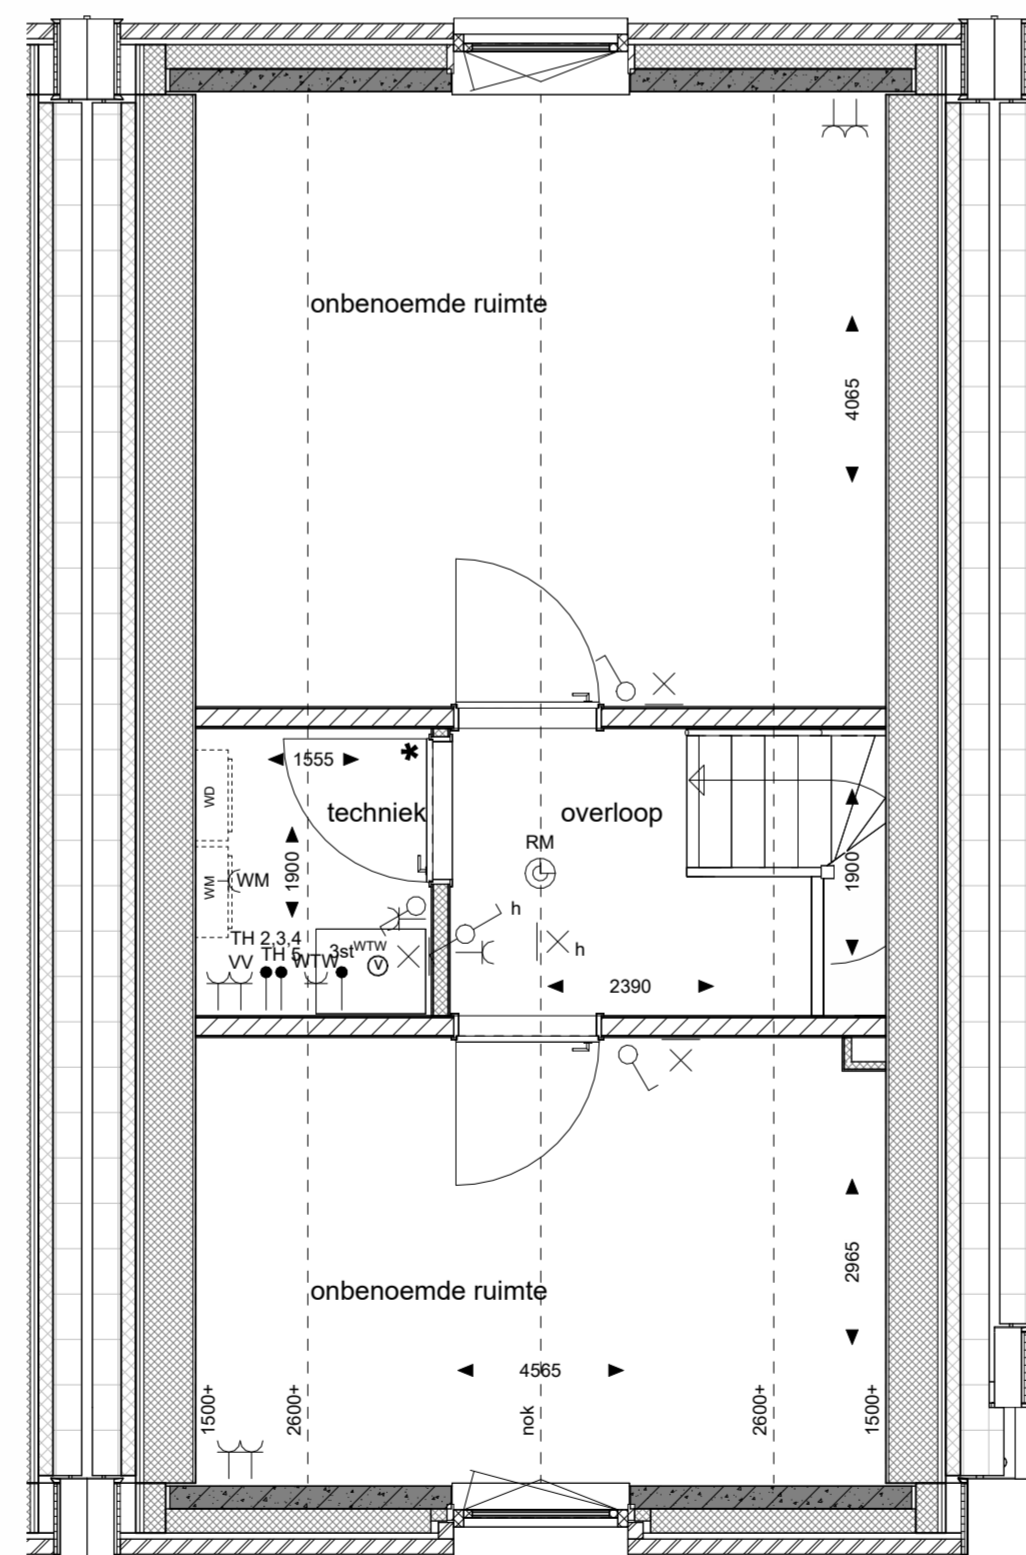 onbenoemde ruimte
4065
1555
*
WD
techniek
overloop
RM
1900
WM
WM
1900
h
TH 2,3,4
h
VV
TH 5
WTW
3st
WTW
V
2390
onbenoemde ruimte
2965
4565
1500+
2600+
nok
2600+
1500+